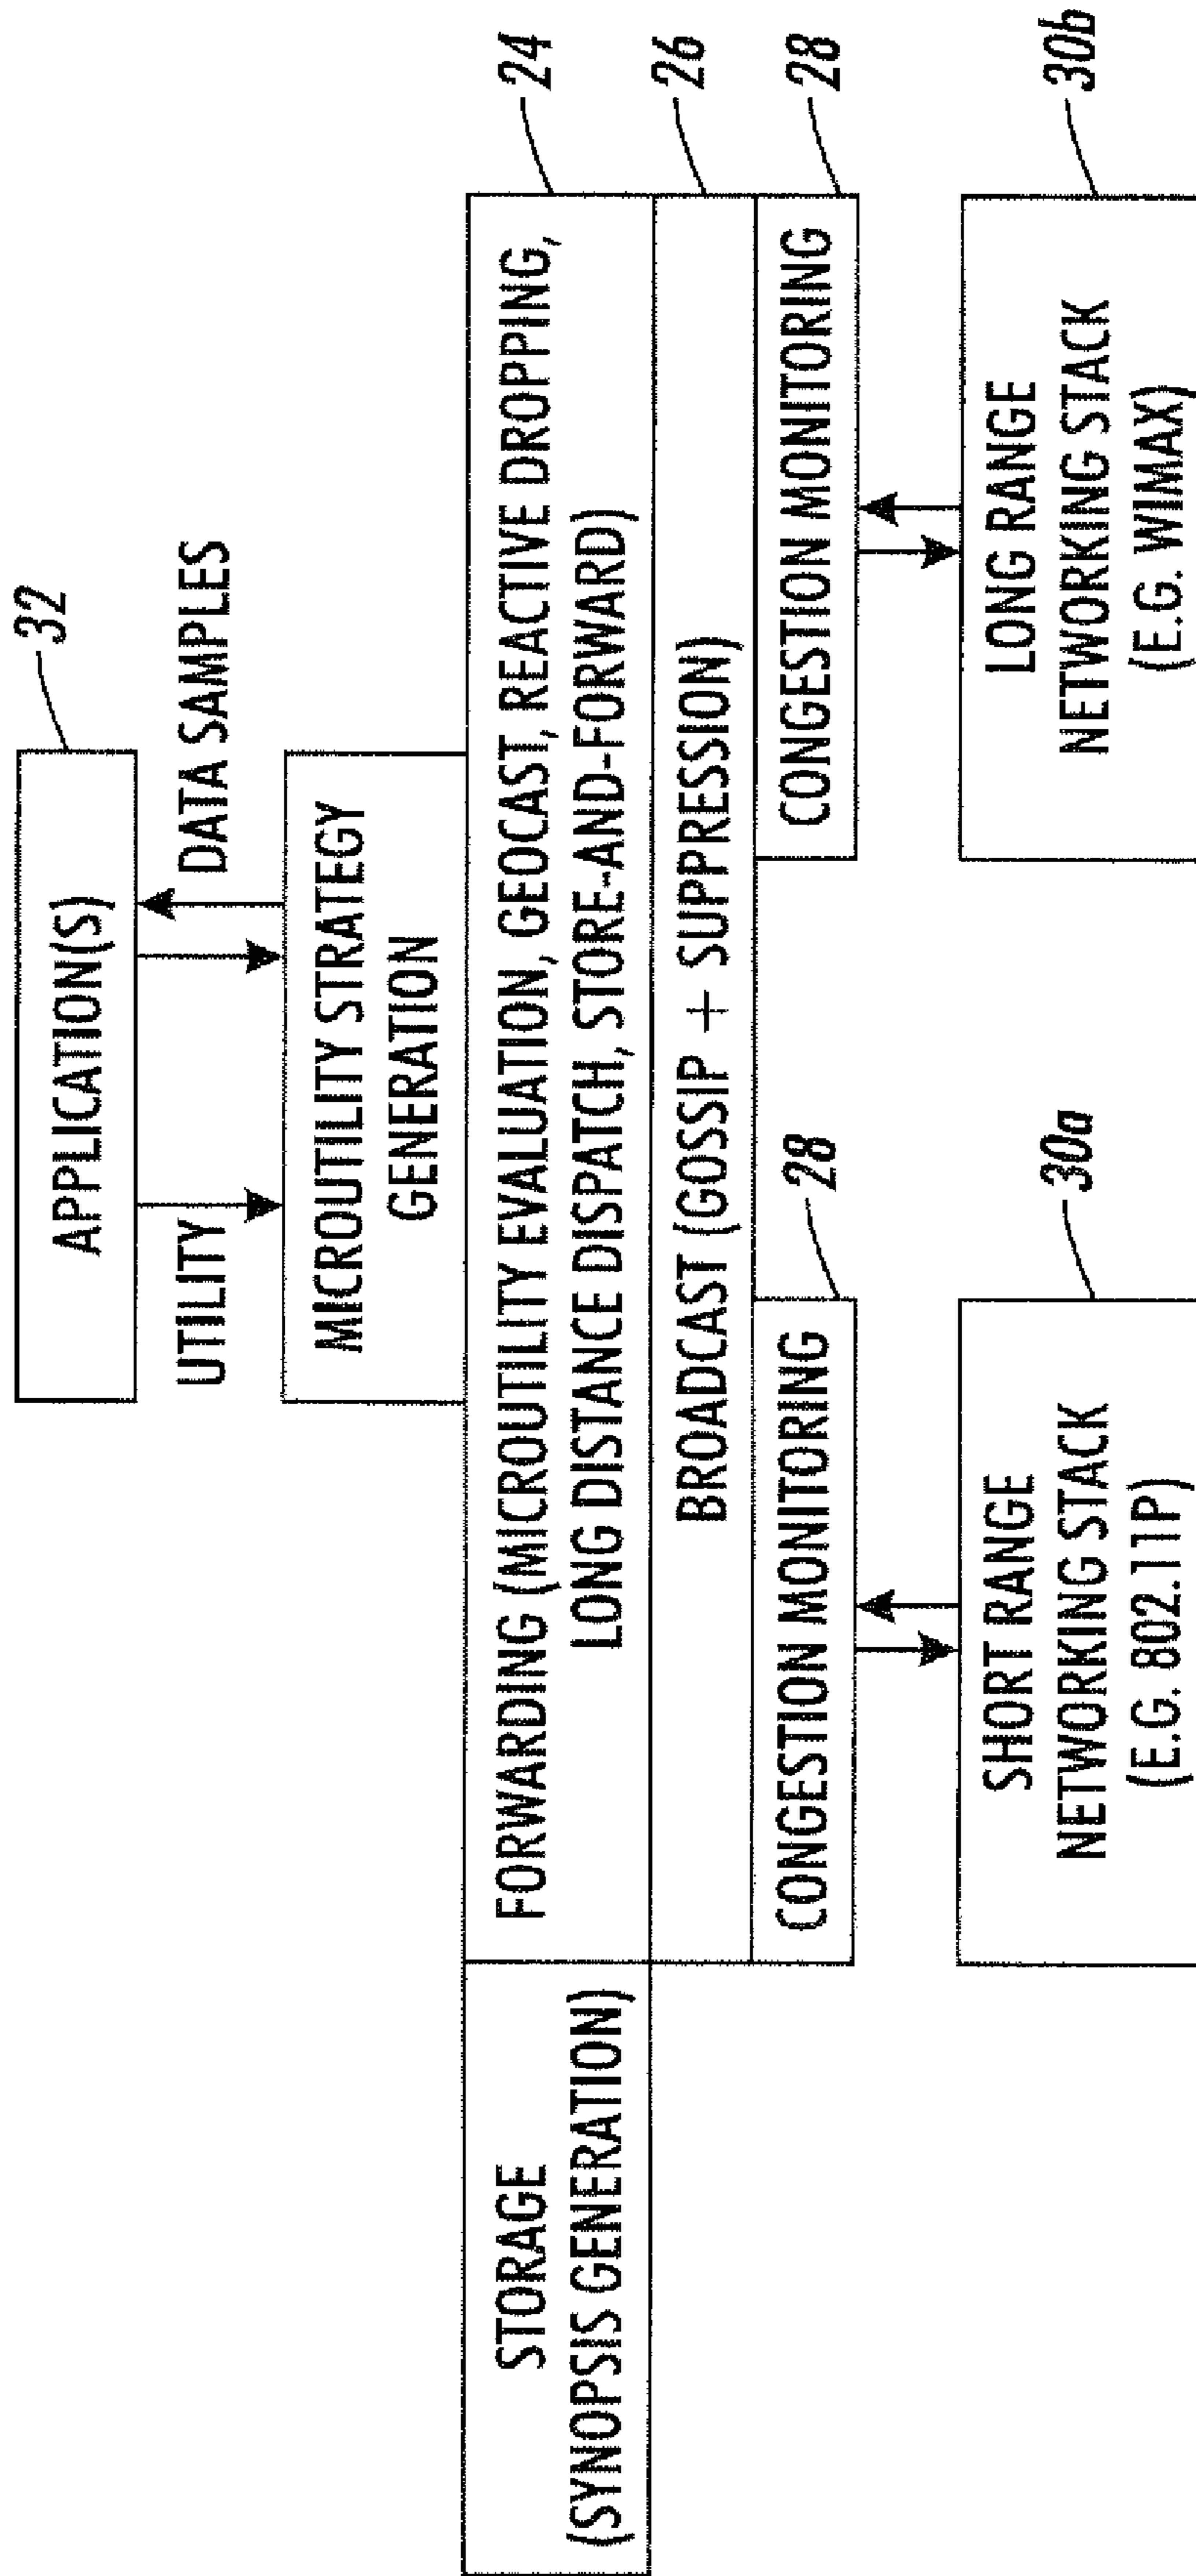 32
APPLICATION(S)
UTILITY
DATA SAMPLES
MICROUTILITY STRATEGY
GENERATION
STORAGE
(SYNOPSIS GENERATION)
FORWARDING (MICROUTILITY EVALUATION, GEOCAST, REACTIVE DROPPING,
LONG DISTANCE DISPATCH, STORE-AND-FORWARD)
24
BROADCAST (GOSSIP + SUPPRESSION)
26
CONGESTION MONITORING
28
CONGESTION MONITORING
28
SHORT RANGE
NETWORKING STACK
(E.G. 802.11P)
30a
LONG RANGE
NETWORKING STACK
(E.G. WIMAX)
30b